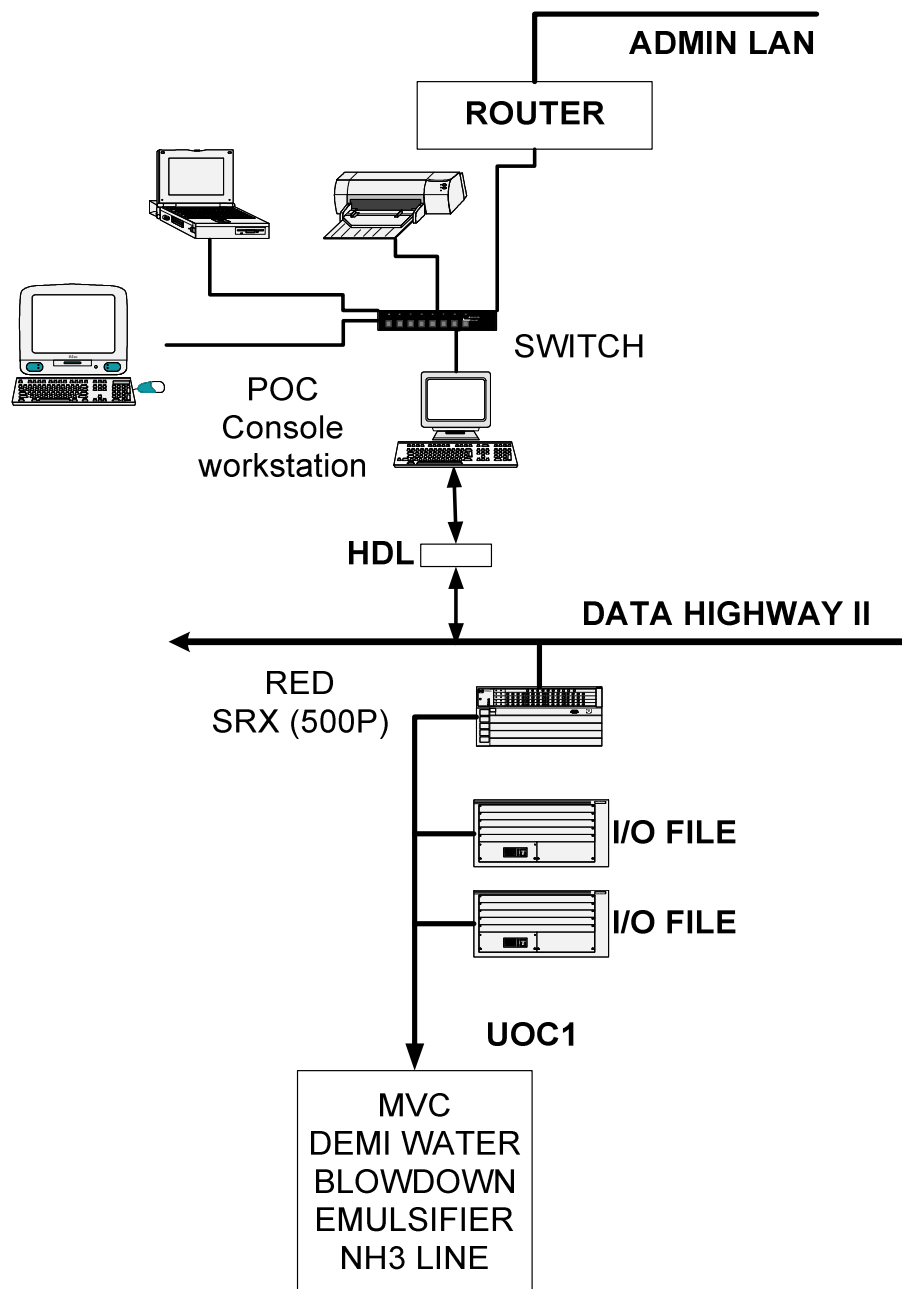 ADMIN LAN
ROUTER
SWITCH
POC
Console
workstation
HDL
DATA HIGHWAY II
RED
SRX (500P)
I/O FILE
I/O FILE
UOC1
MVC
DEMI WATER
BLOWDOWN
EMULSIFIER
NH3 LINE